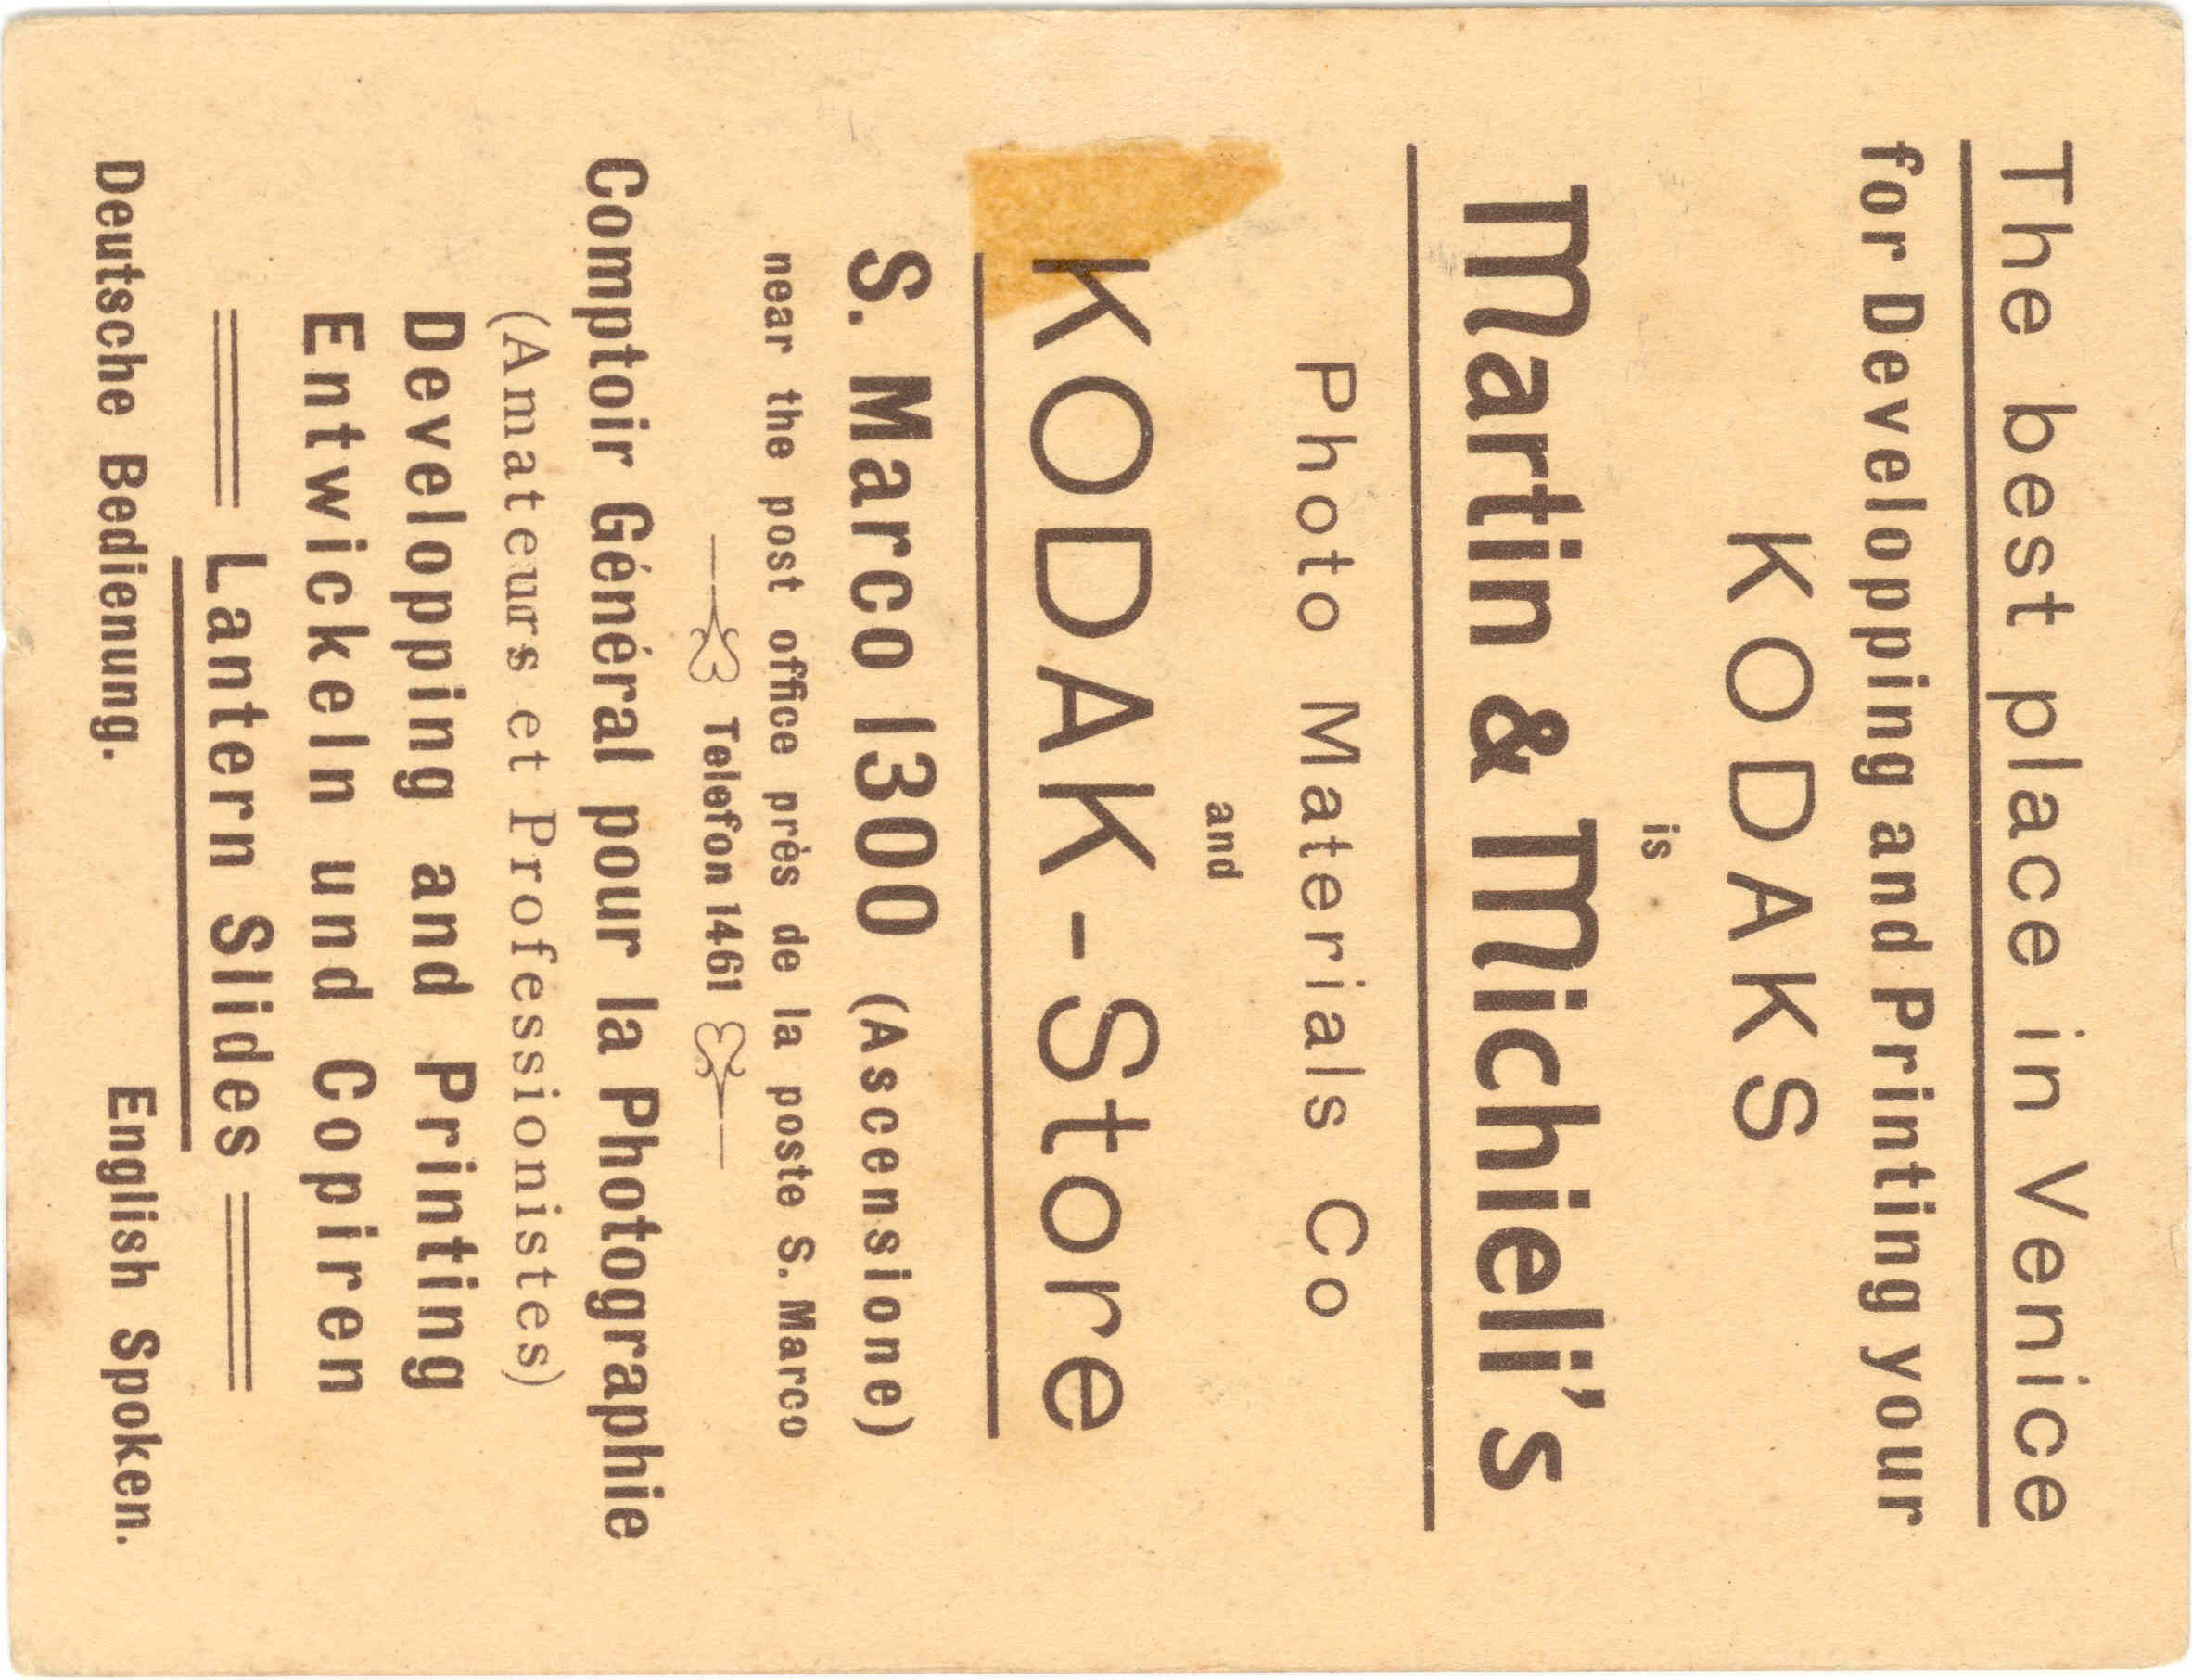 The best place in Venice
for Developping and Printing your
KODAKS
is
Martin & Michieli's
Photo Materials Co
and
KODAK-Store
S. Marco 1300 (Ascensione)
near the post office près de la poste S. Marco
Telefon 1461
Comptoir Général pour la Photographie
(Amateurs et Professionistes)
Developping and Printing
Entwickeln und Copiren
Lantern Slides
Deutsche Bedienung. English Spoken.